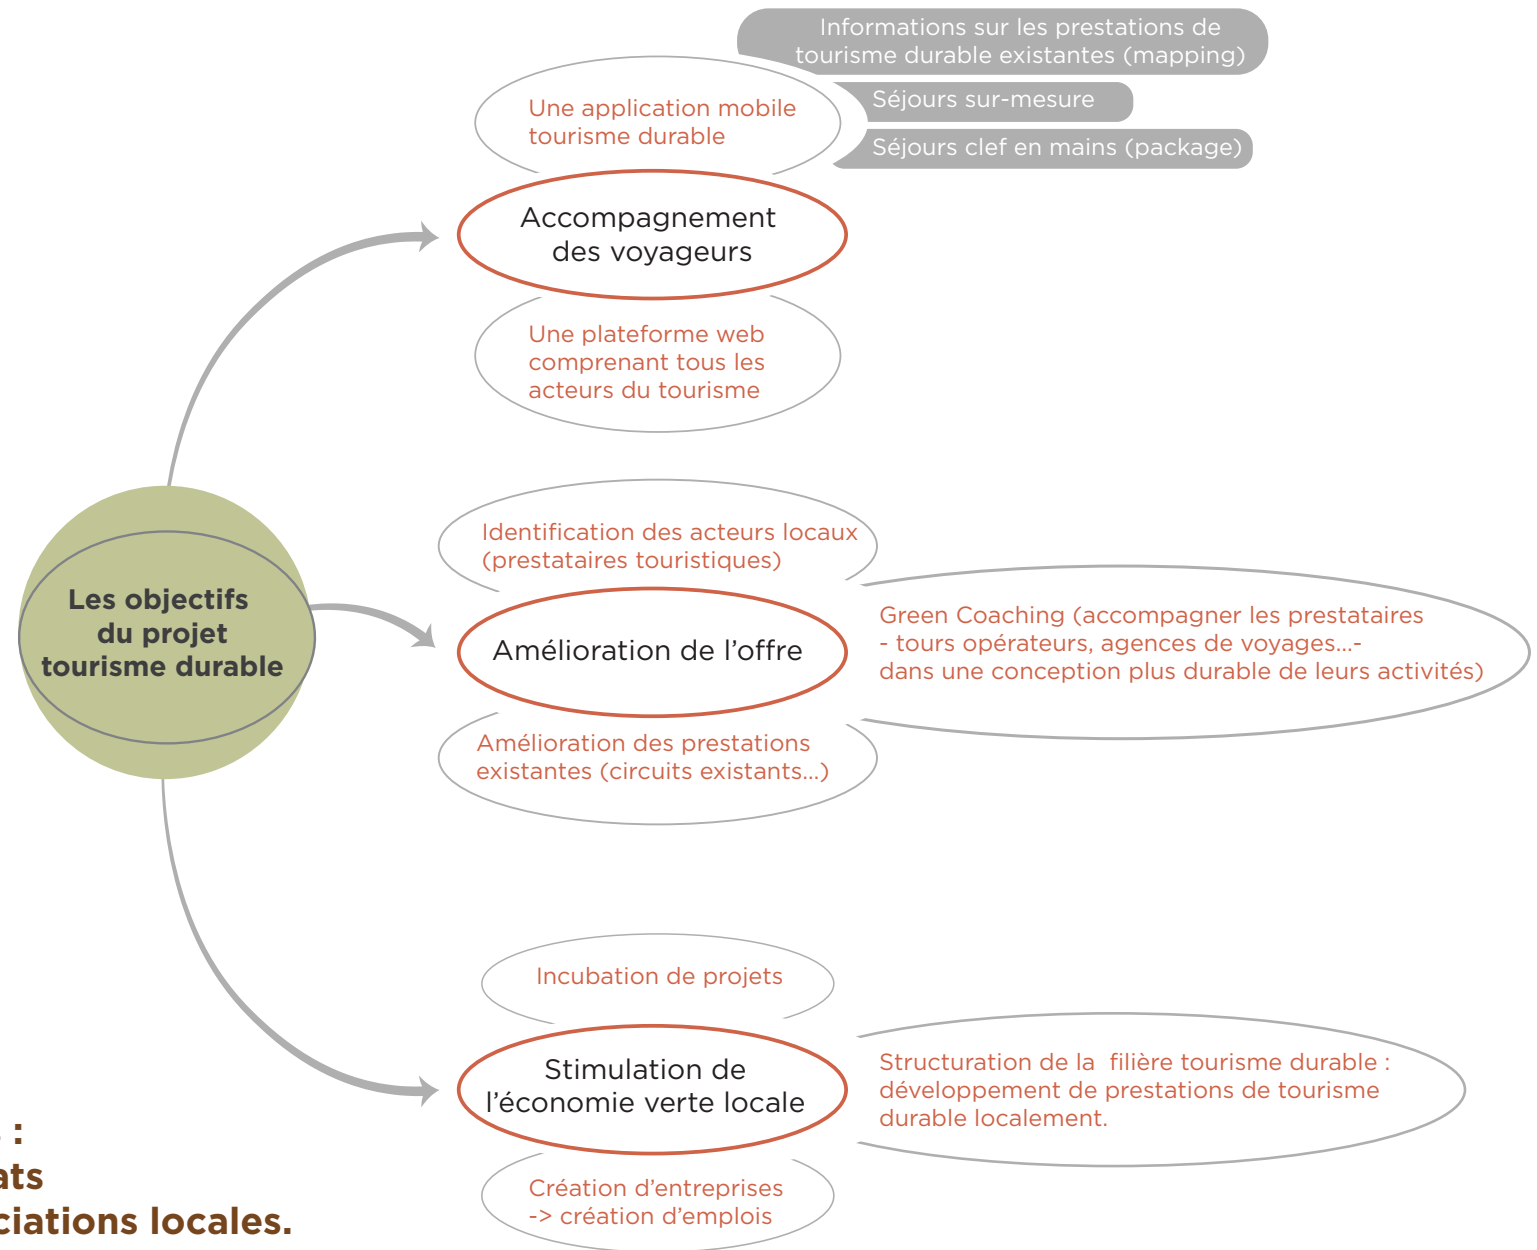 Informations sur les prestations de
tourisme durable existantes (mapping)
Une application mobile
tourisme durable
Séjours sur-mesure
Séjours clef en mains (package)
Accompagnement
des voyageurs
Une plateforme web
comprenant tous les
acteurs du tourisme
Les objectifs
du projet
tourisme durable
Identification des acteurs locaux
(prestataires touristiques)
Amélioration de l’offre
Green Coaching (accompagner les prestataires
- tours opérateurs, agences de voyages...-
dans une conception plus durable de leurs activités)
Amélioration des prestations
existantes (circuits existants...)
Incubation de projets
Stimulation de
l’économie verte locale
Structuration de la  filière tourisme durable :
développement de prestations de tourisme
durable localement.
Création d’entreprises
-> création d’emplois
:
ats
ciations locales.